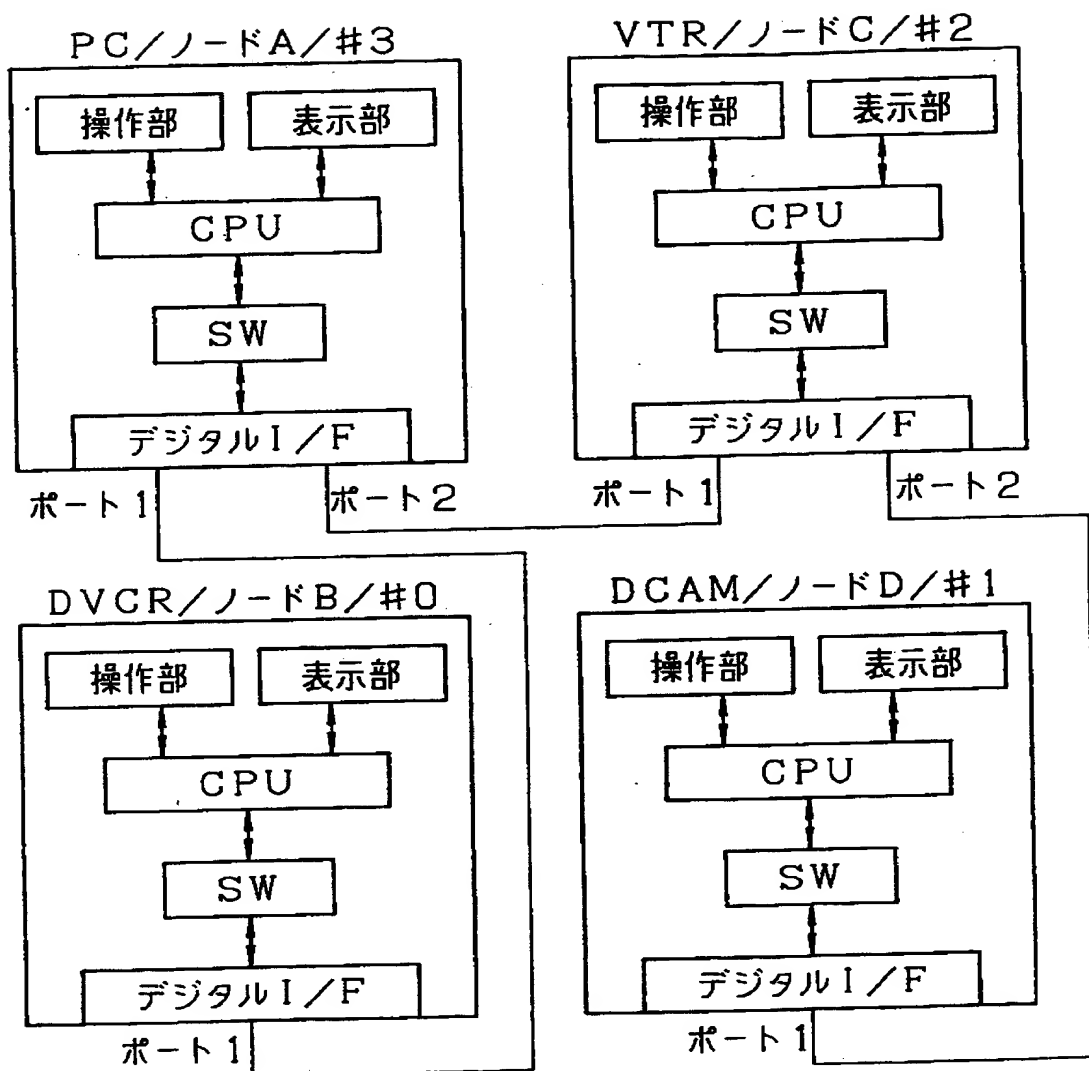 PC/ノードA/#3
操作部 表示部
CPU
SW
デジタルI/F
ポート1 ポート2
VTR/ノードC/#2
操作部 表示部
CPU
SW
デジタルI/F
ポート1 ポート2
DVCR/ノードB/#0
操作部 表示部
CPU
SW
デジタルI/F
ポート1
DCAM/ノードD/#1
操作部 表示部
CPU
SW
デジタルI/F
ポート1